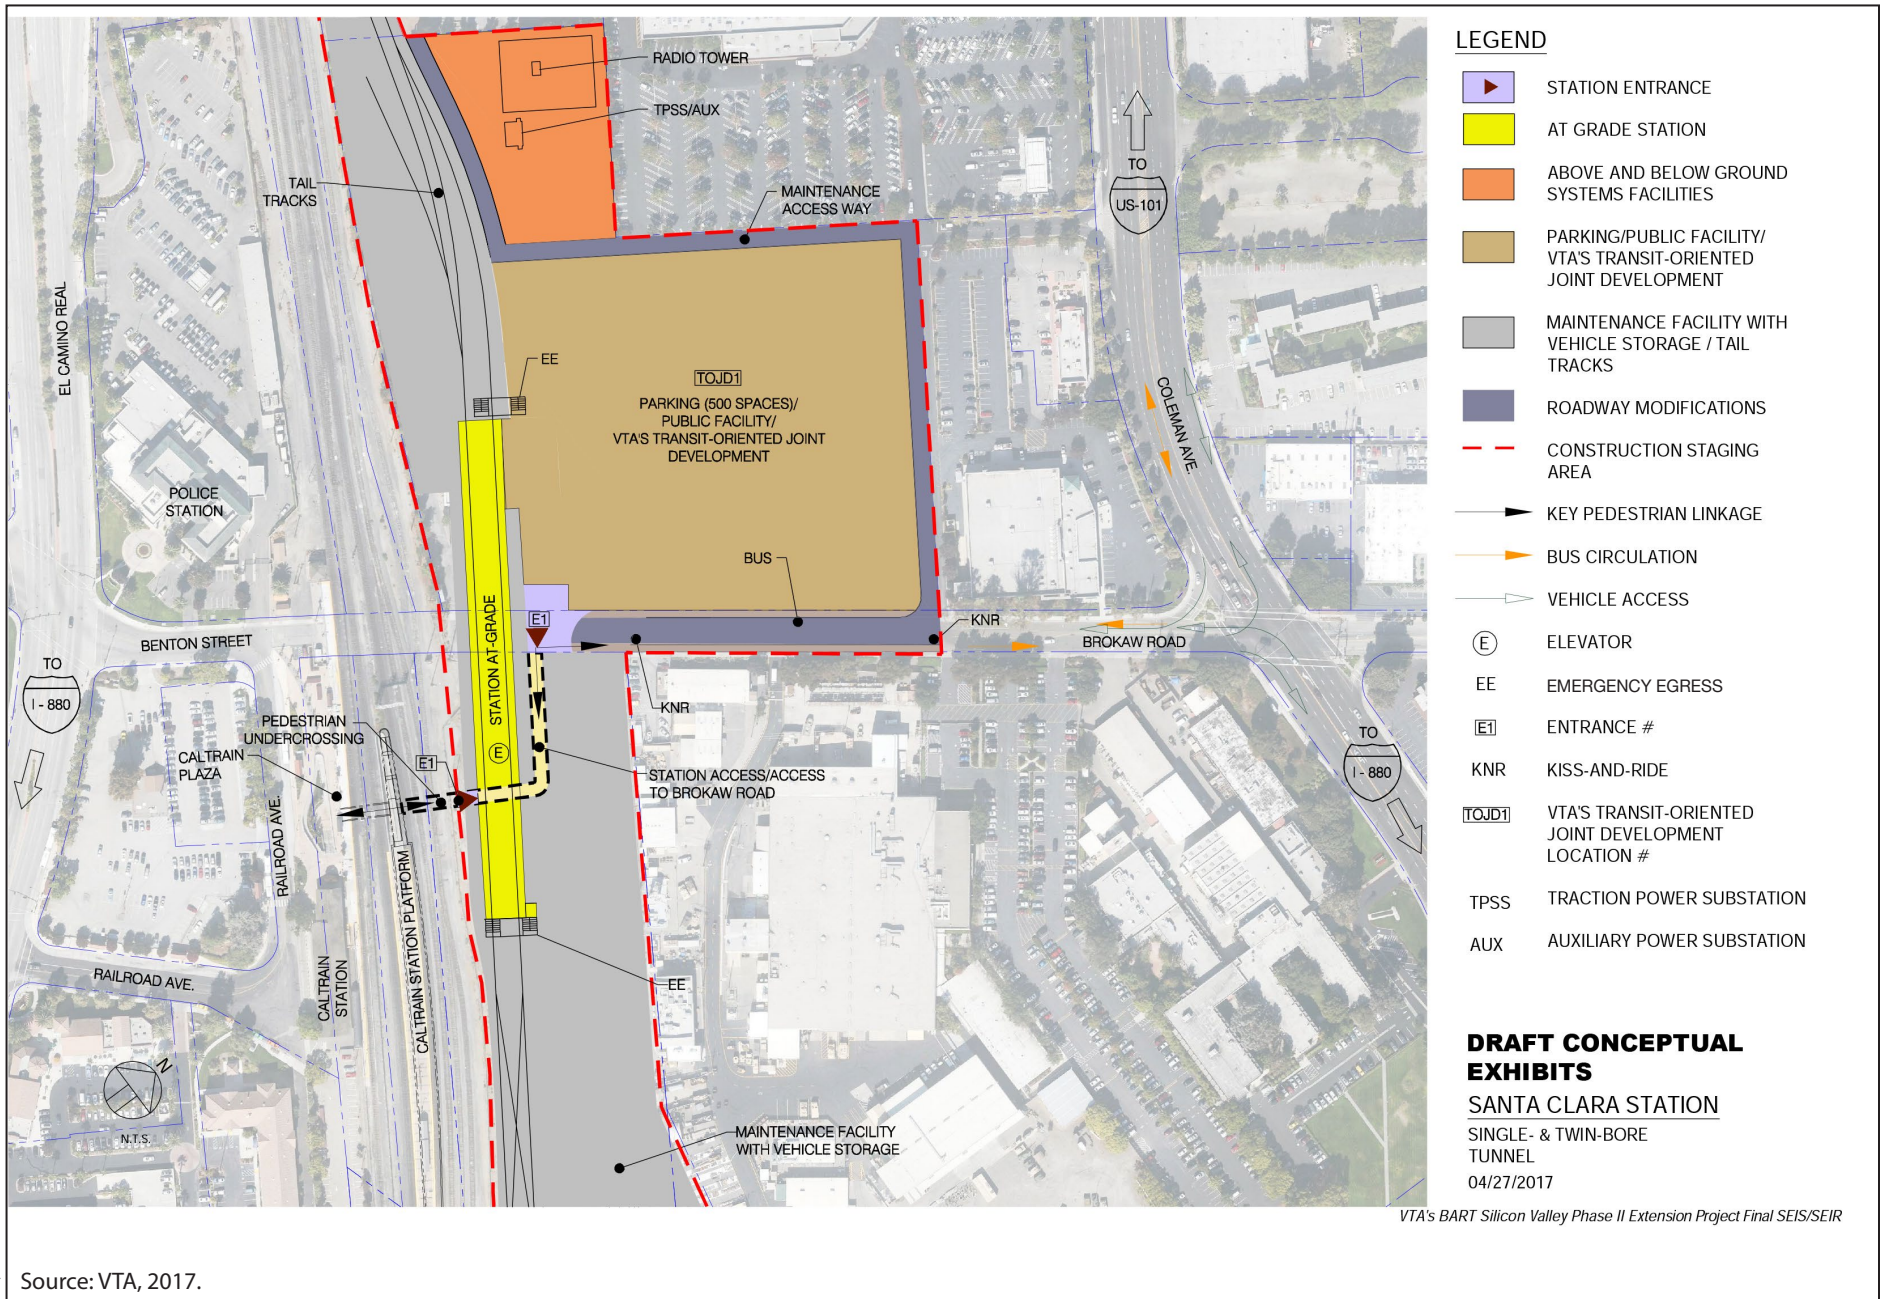 RADIO TOWER
TPSS/AUX
TAIL
TRACKS
MAINTENANCE
ACCESS WAY
TO
US-101
EL CAMINO REAL
EE
TOJD1
PARKING (500 SPACES)/
PUBLIC FACILITY/
VTA'S TRANSIT-ORIENTED JOINT
DEVELOPMENT
COLEMAN AVE.
POLICE
STATION
BUS
STATION AT-GRADE
E1
KNR
BENTON STREET
BROKAW ROAD
TO
I - 880
KNR
PEDESTRIAN
UNDERCROSSING
CALTRAIN
PLAZA
E1
E
STATION ACCESS/ACCESS
TO BROKAW ROAD
TO
I - 880
RAILROAD AVE.
CALTRAIN STATION PLATFORM
RAILROAD AVE.
CALTRAIN
STATION
EE
N
N.T.S.
MAINTENANCE FACILITY
WITH VEHICLE STORAGE
LEGEND
STATION ENTRANCE
AT GRADE STATION
ABOVE AND BELOW GROUND
SYSTEMS FACILITIES
PARKING/PUBLIC FACILITY/
VTA'S TRANSIT-ORIENTED
JOINT DEVELOPMENT
MAINTENANCE FACILITY WITH
VEHICLE STORAGE / TAIL
TRACKS
ROADWAY MODIFICATIONS
CONSTRUCTION STAGING
AREA
KEY PEDESTRIAN LINKAGE
BUS CIRCULATION
VEHICLE ACCESS
E ELEVATOR
EE EMERGENCY EGRESS
E1 ENTRANCE #
KNR KISS-AND-RIDE
TOJD1 VTA'S TRANSIT-ORIENTED
JOINT DEVELOPMENT
LOCATION #
TPSS TRACTION POWER SUBSTATION
AUX AUXILIARY POWER SUBSTATION
DRAFT CONCEPTUAL
EXHIBITS
SANTA CLARA STATION
SINGLE- & TWIN-BORE
TUNNEL
04/27/2017
VTA's BART Silicon Valley Phase II Extension Project Final SEIS/SEIR
Source: VTA, 2017.